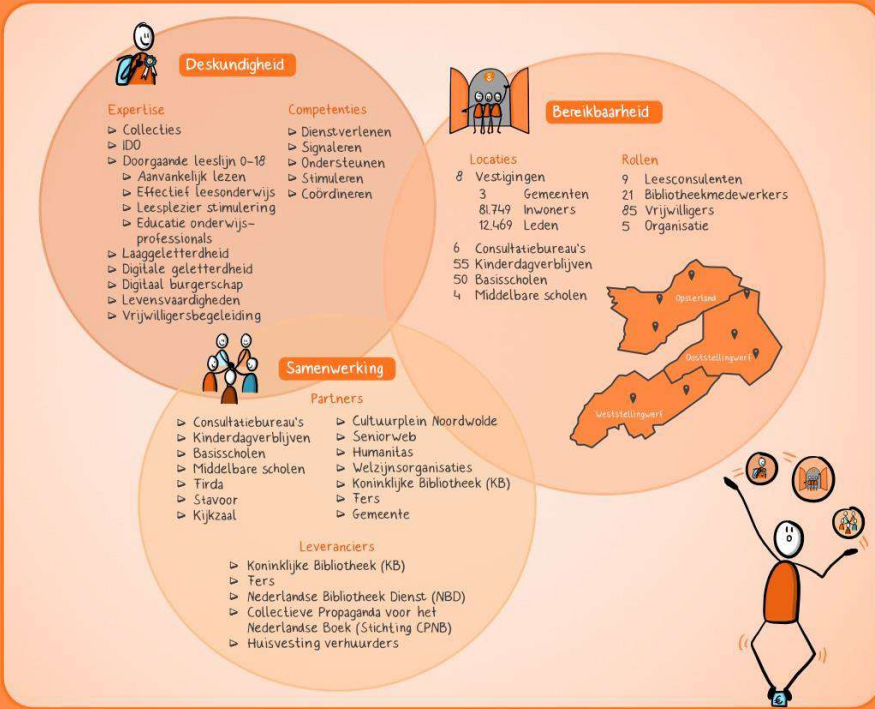 Deskundigheid
Expertise
▷ Collecties
▷ iDO
▷ Doorgaande leeslijn 0-18
▷ Aanvankelijk lezen
▷ Effectief leesonderwijs
▷ Leesplezier stimulering
▷ Educatie onderwijs-
professionals
▷ Laaggeletterdheid
▷ Digitale geletterdheid
▷ Digitaal burgerschap
▷ Levensvaardigheden
▷ Vrijwilligersbegeleiding
Competenties
▷ Dienstverlenen
▷ Signaleren
▷ Ondersteunen
▷ Stimuleren
▷ Coördineren
8
Bereikbaarheid
Locaties
8 Vestigingen
3 Gemeenten
81.749 Inwoners
12.469 Leden
6 Consultatiebureau's
55 Kinderdagverblijven
50 Basisscholen
4 Middelbare scholen
Rollen
9 Leesconsulenten
21 Bibliotheekmedewerkers
85 Vrijwilligers
5 Organisatie
Opsterland
Ooststellingwerf
Weststellingwerf
Samenwerking
Partners
▷ Consultatiebureau's
▷ Kinderdagverblijven
▷ Basisscholen
▷ Middelbare scholen
▷ Firda
▷ Stavoor
▷ Kijkzaal
▷ Cultuurplein Noordwolde
▷ Seniorweb
▷ Humanitas
▷ Welzijnsorganisaties
▷ Koninklijke Bibliotheek (KB)
▷ Fers
▷ Gemeente
Leveranciers
▷ Koninklijke Bibliotheek (KB)
▷ Fers
▷ Nederlandse Bibliotheek Dienst (NBD)
▷ Collectieve Propaganda voor het
Nederlandse Boek (Stichting CPNB)
▷ Huisvesting verhuurders
€